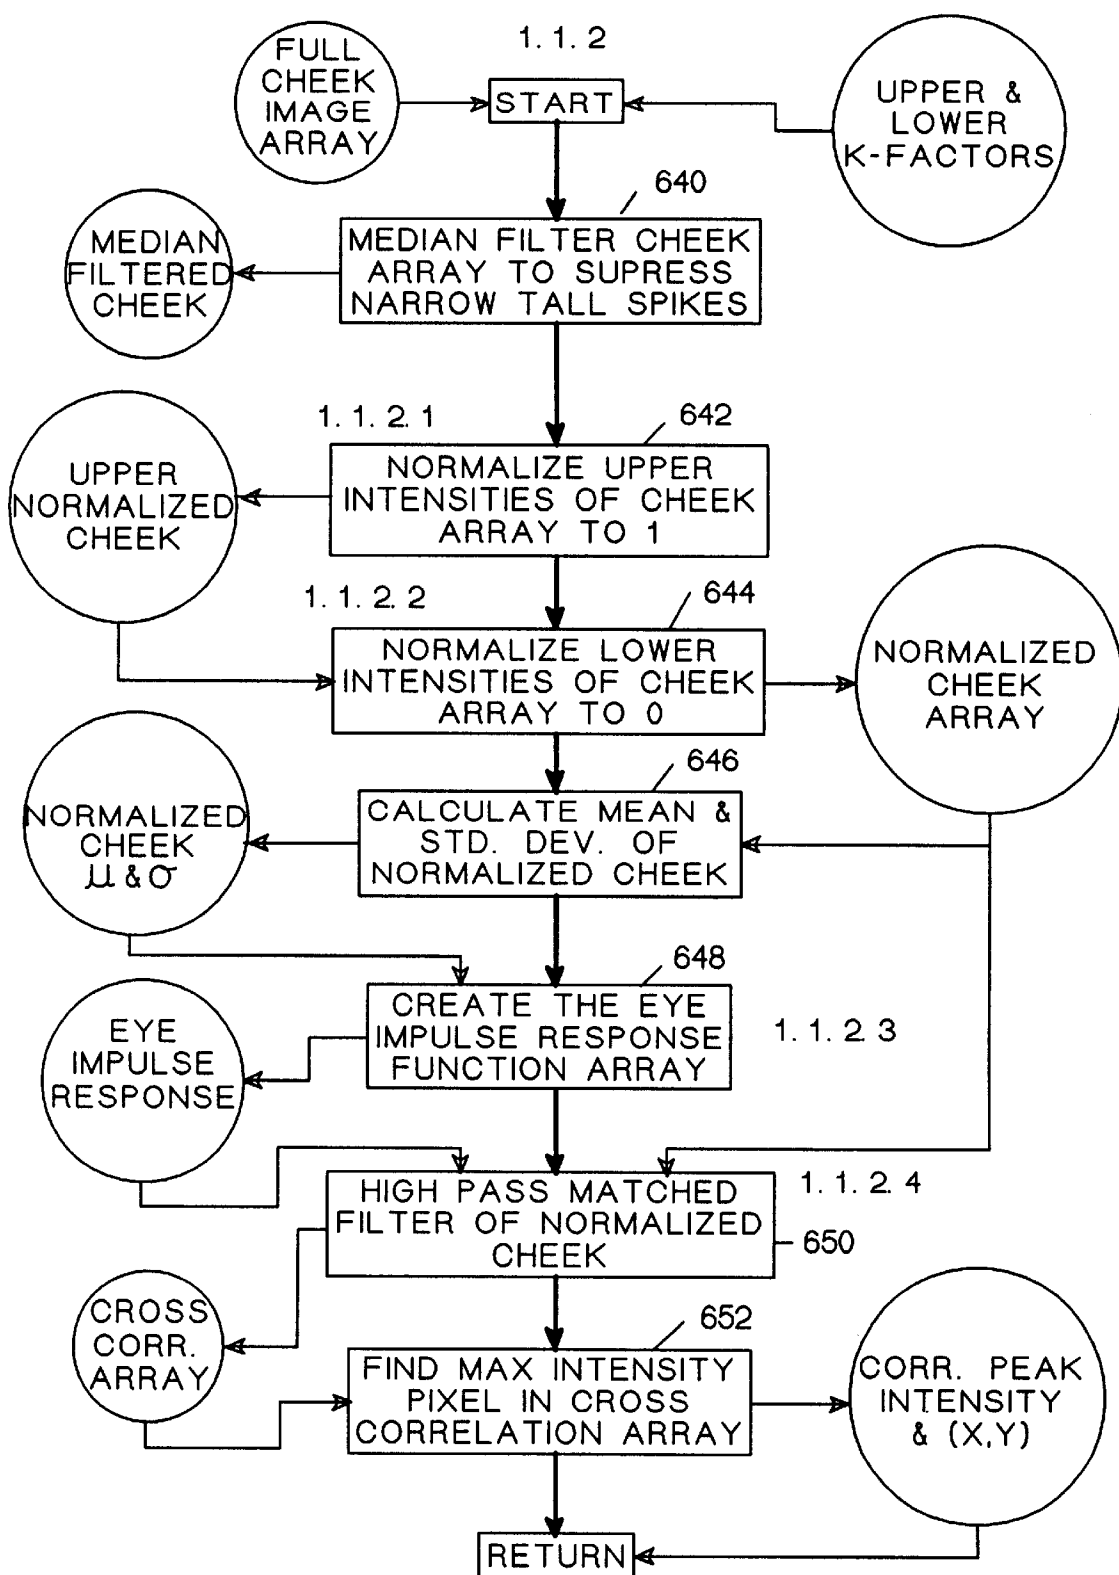 1. 1. 2
FULL
CHEEK
IMAGE
ARRAY
START
UPPER &
LOWER
K-FACTORS
640
MEDIAN FILTER CHEEK
ARRAY TO SUPRESS
NARROW TALL SPIKES
MEDIAN
FILTERED
CHEEK
1. 1. 2. 1
642
NORMALIZE UPPER
INTENSITIES OF CHEEK
ARRAY TO 1
UPPER
NORMALIZED
CHEEK
1. 1. 2. 2
644
NORMALIZE LOWER
INTENSITIES OF CHEEK
ARRAY TO 0
NORMALIZED
CHEEK
ARRAY
646
CALCULATE MEAN &
STD. DEV. OF
NORMALIZED CHEEK
NORMALIZED
CHEEK
μ & σ
648
CREATE THE EYE
IMPULSE RESPONSE
FUNCTION ARRAY
1. 1. 2. 3
EYE
IMPULSE
RESPONSE
HIGH PASS MATCHED
FILTER OF NORMALIZED
CHEEK
1. 1. 2. 4
650
CROSS
CORR.
ARRAY
652
FIND MAX INTENSITY
PIXEL IN CROSS
CORRELATION ARRAY
CORR. PEAK
INTENSITY
& (X,Y)
RETURN